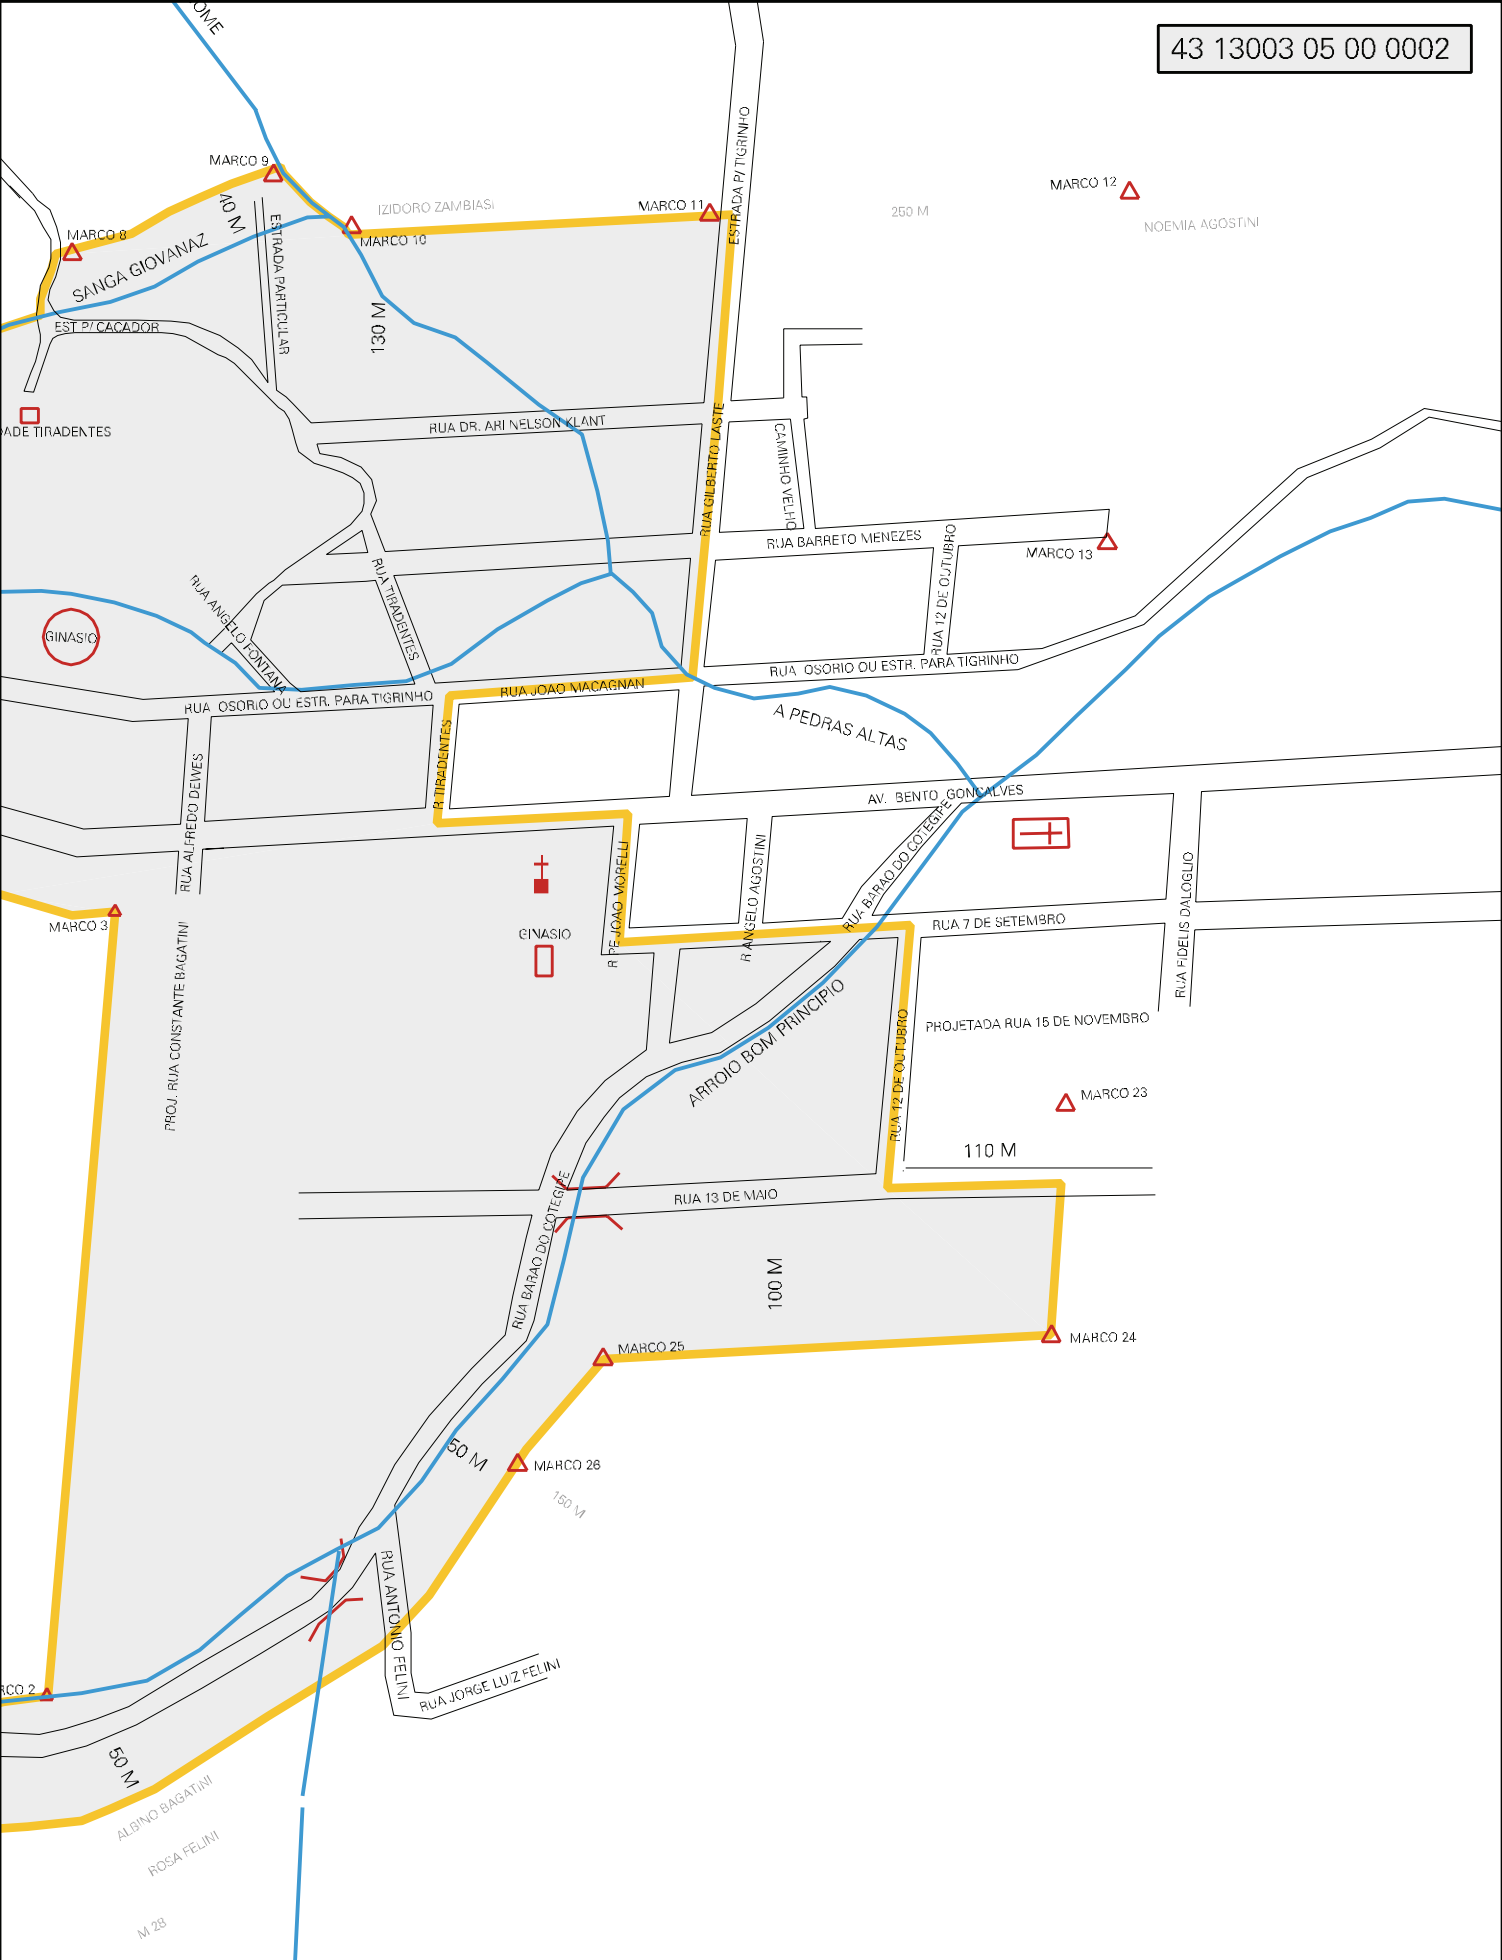 OME
43 13003 05 00 0002
MARCO 9
MARCO 12
NOEMIA AGOSTINI
250 M
IZIDORO ZAMBIASI
MARCO 11
ESTRADA P/ TIGRINHO
MARCO 8
40 M
MARCO 10
SANGA GIOVANAZ
ESTRADA PARTICULAR
130 M
EST P/ CACADOR
ADE TIRADENTES
RUA DR. ARI NELSON KLANT
RUA GILBERTO LASTE
CAMINHO VELHO
RUA BARRETO MENEZES
MARCO 13
RUA 12 DE OUTUBRO
RUA ANGELO FONTANA
RUA TIRADENTES
GINASIO
RUA OSORIO OU ESTR. PARA TIGRINHO
RUA JOAO MACAGNAN
RUA OSORIO OU ESTR. PARA TIGRINHO
A PEDRAS ALTAS
R TIRADENTES
RUA ALFREDO DEWES
AV. BENTO GONCALVES
RUA BARAO DO COTEGIPE
R PE JOAO MORELLI
R ANGELO AGOSTINI
RUA FIDELIS DALOGLIO
MARCO 3
GINASIO
RUA 7 DE SETEMBRO
PROJ. RUA CONSTANTE BAGATINI
ARROIO BOM PRINCIPIO
RUA 12 DE OUTUBRO
PROJETADA RUA 15 DE NOVEMBRO
MARCO 23
110 M
RUA 13 DE MAIO
RUA BARAO DO COTEGIPE
100 M
MARCO 25
MARCO 24
50 M
MARCO 26
150 M
RUA ANTONIO FELINI
RUA JORGE LUIZ FELINI
RCO 2
50 M
ALBINO BAGATINI
ROSA FELINI
M 28